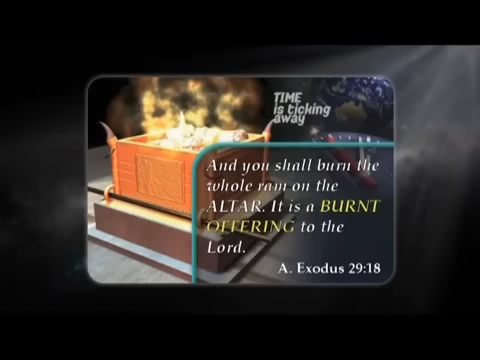 TIME
is ticking
away
And you shall burn the
whole ram on the
ALTAR. It is a BURNT
OFFERING to the
Lord.
A. Exodus 29:18